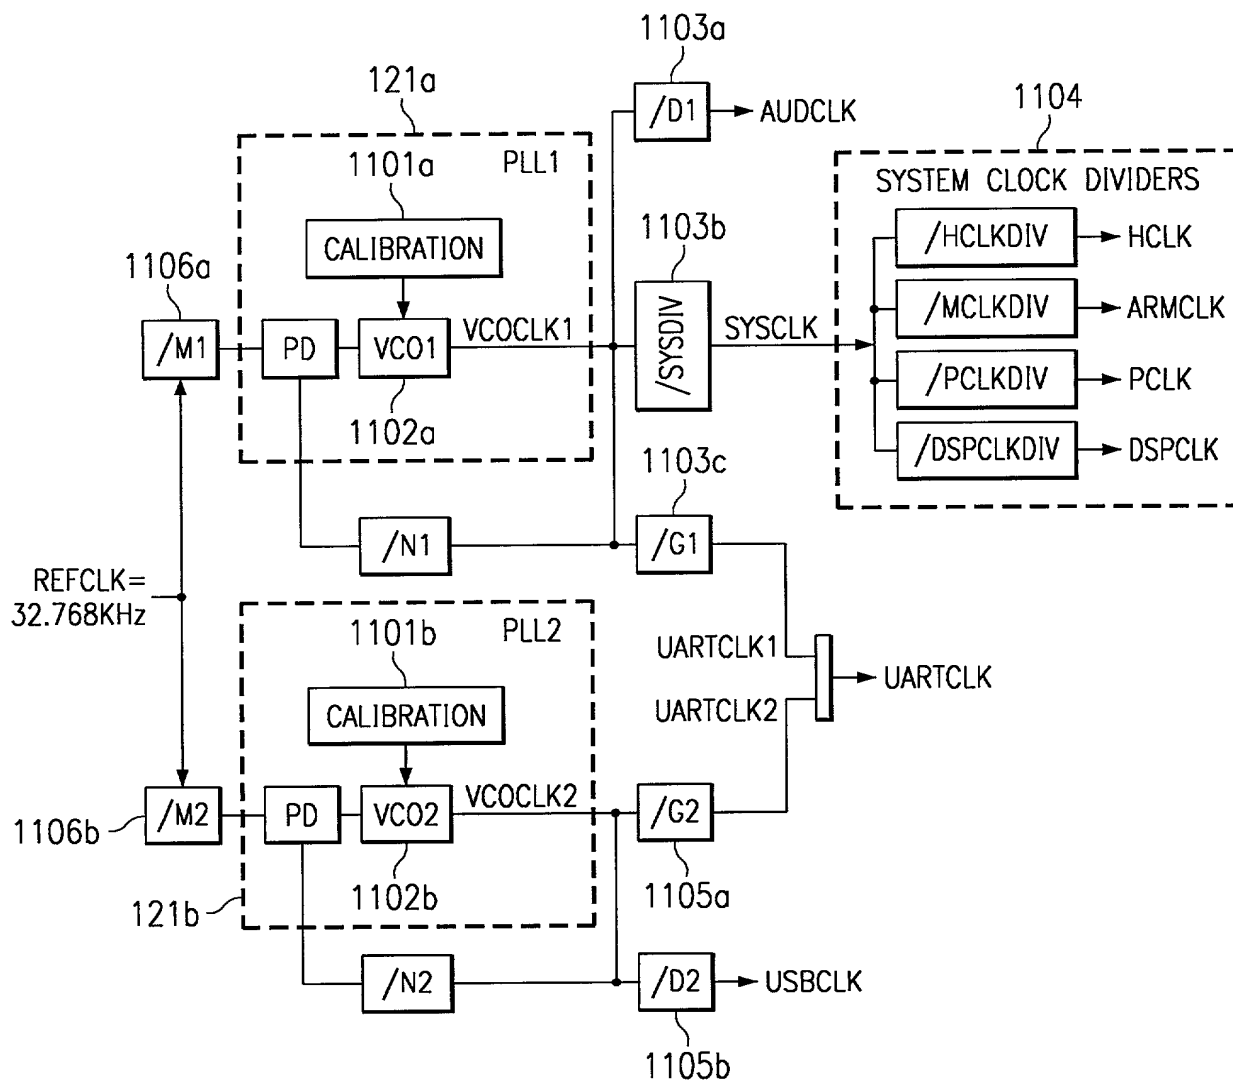 1103a
121a
/D1
AUDCLK
1104
PLL1
1101a
SYSTEM CLOCK DIVIDERS
CALIBRATION
1103b
/HCLKDIV
HCLK
1106a
/MCLKDIV
ARMCLK
/M1
PD
VCO1
VCOCLK1
/SYSDIV
SYSCLK
/PCLKDIV
PCLK
1102a
1103c
/DSPCLKDIV
DSPCLK
/N1
/G1
REFCLK=
32.768KHz
PLL2
1101b
UARTCLK1
UARTCLK
CALIBRATION
UARTCLK2
/M2
PD
VCO2
VCOCLK2
/G2
1106b
1102b
1105a
121b
/N2
/D2
USBCLK
1105b